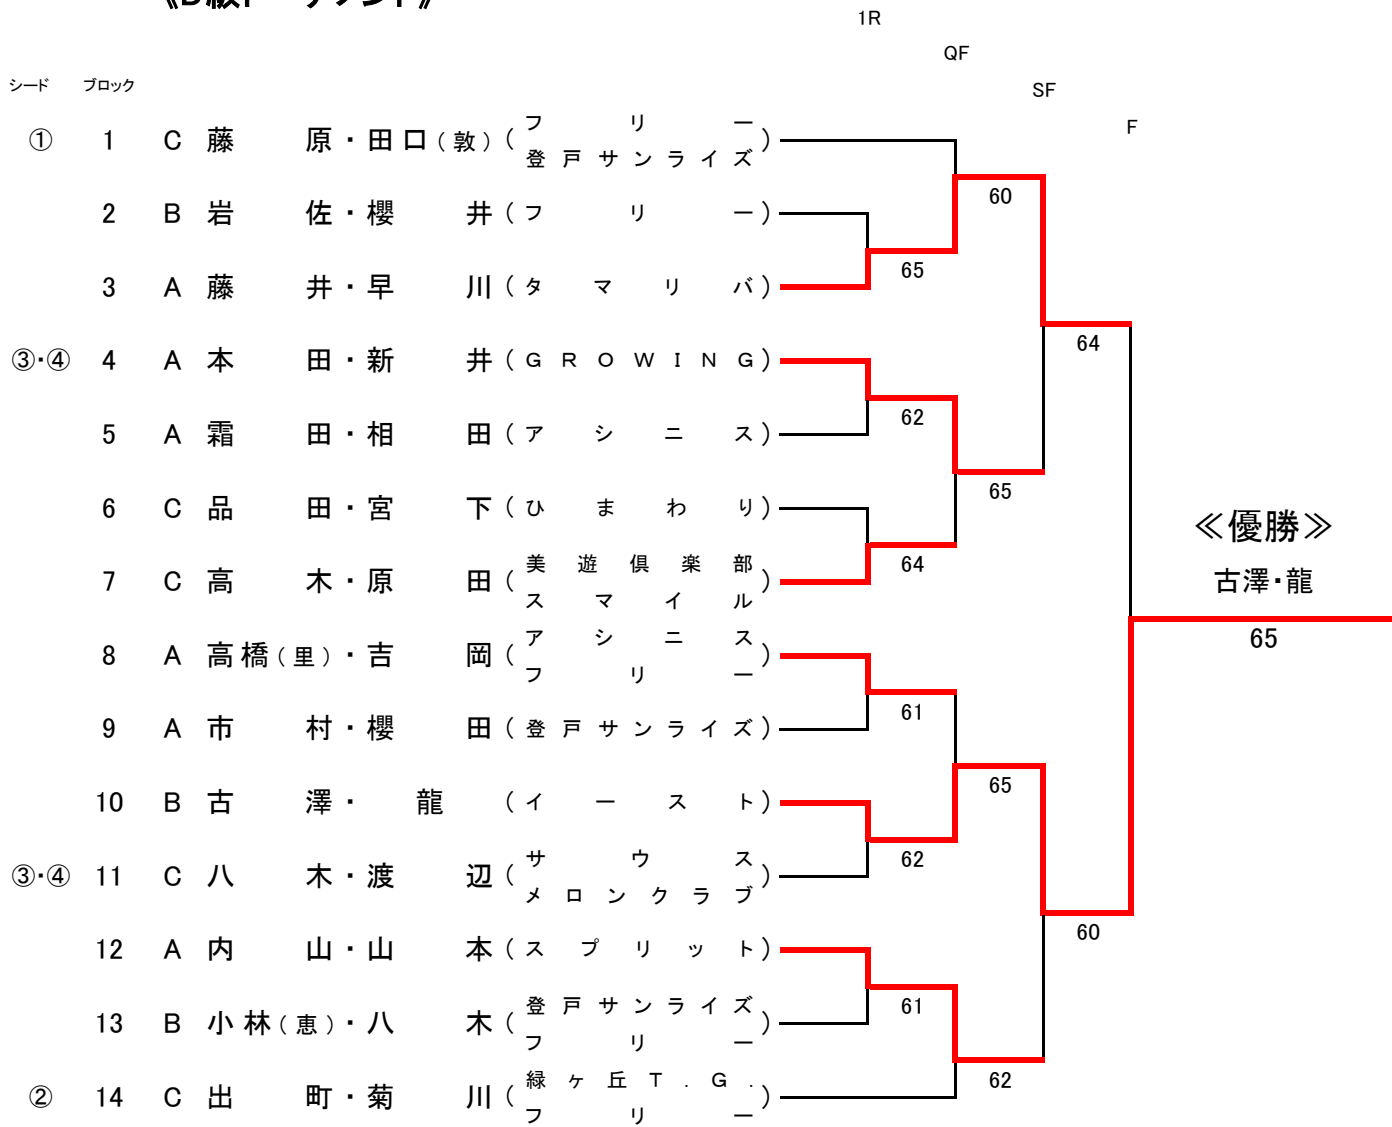 1R
QF
SF
F
シード ブロック
① 1 C 藤原・田口(敦) (フリー 登戸サンライズ)
2 B 岩佐・櫻井 (フリー)
3 A 藤井・早川 (タマリバ)
③・④ 4 A 本田・新井 (GROWING)
5 A 霜田・相田 (アシニス)
6 C 品田・宮下 (ひまわり)
7 C 高木・原田 (美遊倶楽部 スマイル)
8 A 高橋(里)・吉岡 (アシニス フリー)
9 A 市村・櫻田 (登戸サンライズ)
10 B 古澤・龍 (イースト)
③・④ 11 C 八木・渡辺 (サウス メロンクラブ)
12 A 内山・山本 (スプリット)
13 B 小林(恵)・八木 (登戸サンライズ フリー)
② 14 C 出町・菊川 (緑ヶ丘T.G. フリー)
65
62
64
61
62
61
60
65
65
62
64
60
≪優勝≫
古澤・龍
65